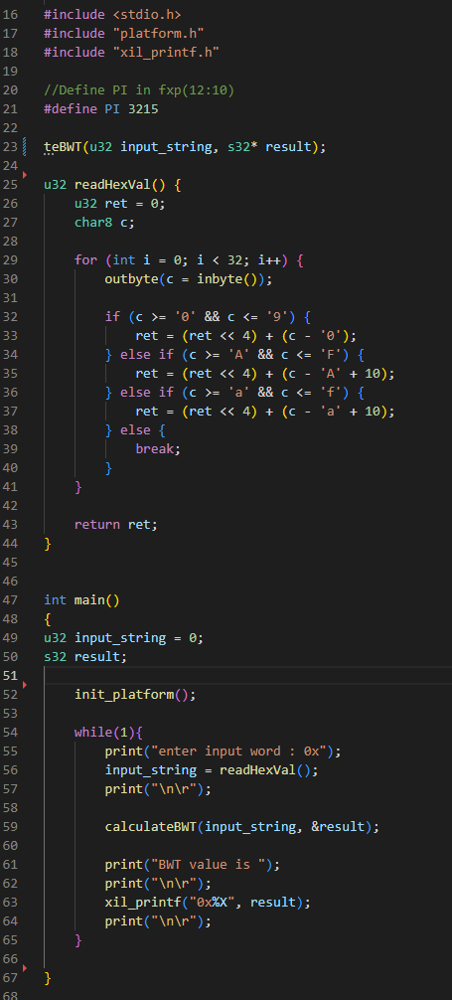 16 #include <stdio.h>
17 #include "platform.h"
18 #include "xil_printf.h"
19
20 //Define PI in fxp(12:10)
21 #define PI 3215
22
23 teBWT(u32 input_string, s32* result);
24
25 u32 readHexVal() {
26     u32 ret = 0;
27     char8 c;
28
29     for (int i = 0; i < 32; i++) {
30         outbyte(c = inbyte());
31
32         if (c >= '0' && c <= '9') {
33             ret = (ret << 4) + (c - '0');
34         } else if (c >= 'A' && c <= 'F') {
35             ret = (ret << 4) + (c - 'A' + 10);
36         } else if (c >= 'a' && c <= 'f') {
37             ret = (ret << 4) + (c - 'a' + 10);
38         } else {
39             break;
40         }
41     }
42
43     return ret;
44 }
45
46
47 int main()
48 {
49 u32 input_string = 0;
50 s32 result;
51
52     init_platform();
53
54     while(1){
55         print("enter input word : 0x");
56         input_string = readHexVal();
57         print("\n\r");
58
59         calculateBWT(input_string, &result);
60
61         print("BWT value is ");
62         print("\n\r");
63         xil_printf("0x%X", result);
64         print("\n\r");
65     }
66
67 }
68